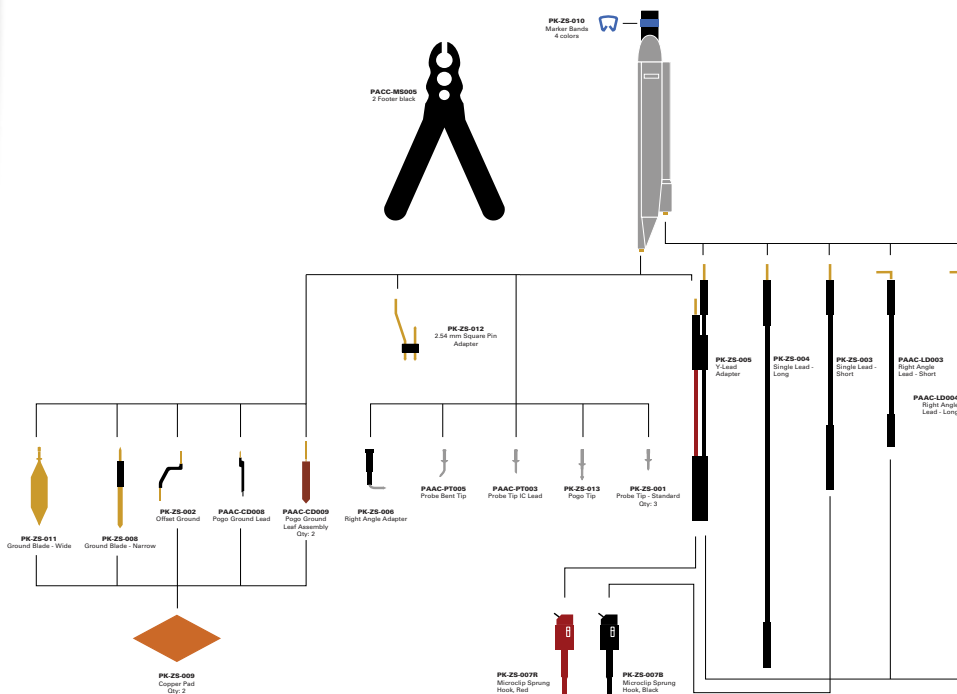 PK-ZS-010
Marker Bands
4 colors
PACC-MS005
2 Footer black
PK-ZS-012
2.54 mm Square Pin
Adapter
PK-ZS-005
Y-Lead
Adapter
PK-ZS-004
Single Lead -
Long
PK-ZS-003
Single Lead -
Short
PAAC-LD003
Right Angle
Lead - Short
PAAC-LD004
Right Angle
Lead - Long
PK-ZS-011
Ground Blade - Wide
PK-ZS-008
Ground Blade - Narrow
PK-ZS-002
Offset Ground
PAAC-CD008
Pogo Ground Lead
PAAC-CD009
Pogo Ground
Leaf Assembly
Qty: 2
PK-ZS-006
Right Angle Adapter
PAAC-PT005
Probe Bent Tip
PAAC-PT003
Probe Tip IC Lead
PK-ZS-013
Pogo Tip
PK-ZS-001
Probe Tip - Standard
Qty: 3
PK-ZS-009
Copper Pad
Qty: 2
PK-ZS-007R
Microclip Sprung
Hook, Red
PK-ZS-007B
Microclip Sprung
Hook, Black